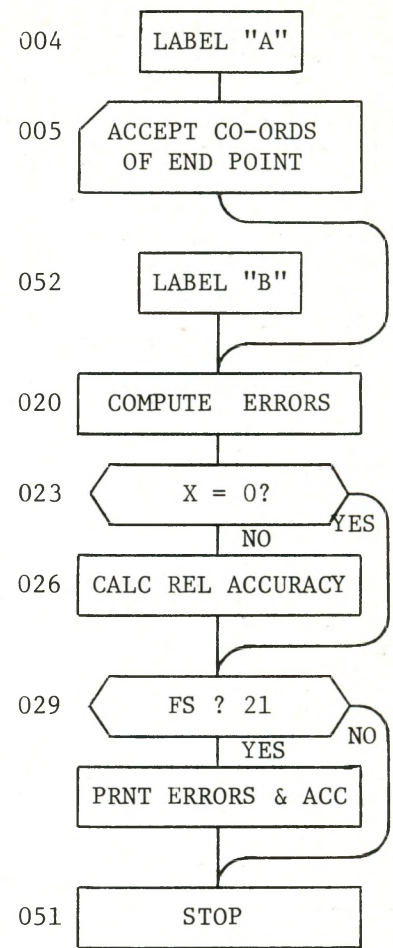 004 LABEL "A"
005 ACCEPT CO-ORDS
OF END POINT
052 LABEL "B"
020 COMPUTE ERRORS
023 X = 0?
YES
NO
026 CALC REL ACCURACY
029 FS ? 21
NO
YES
PRNT ERRORS & ACC
051 STOP